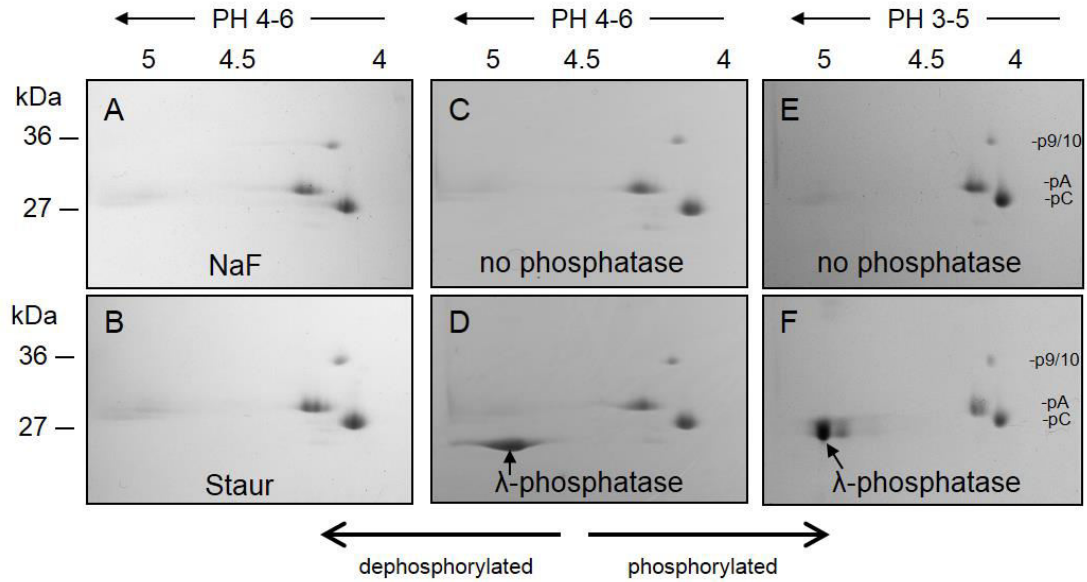 PH 4-6 PH 4-6 PH 3-5
5 4.5 4 5 4.5 4 5 4.5 4
kDa
A C E
36 — -p9/10
-pA
27 — -pC
NaF no phosphatase no phosphatase
kDa
B D F
36 — -p9/10
-pA
27 — -pC
Staur λ-phosphatase λ-phosphatase
dephosphorylated phosphorylated